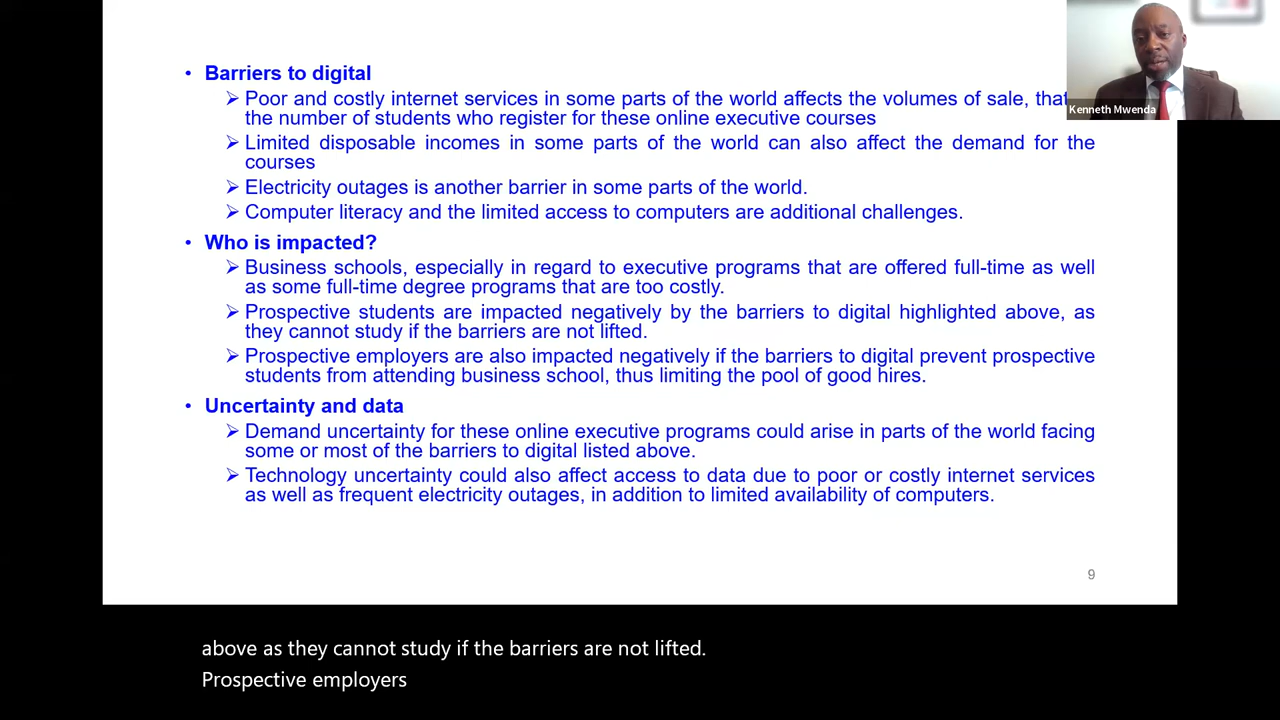 • Barriers to digital
➢ Poor and costly internet services in some parts of the world affects the volumes of sale, that
the number of students who register for these online executive courses
➢ Limited disposable incomes in some parts of the world can also affect the demand for the
courses
➢ Electricity outages is another barrier in some parts of the world.
➢ Computer literacy and the limited access to computers are additional challenges.
• Who is impacted?
➢ Business schools, especially in regard to executive programs that are offered full-time as well
as some full-time degree programs that are too costly.
➢ Prospective students are impacted negatively by the barriers to digital highlighted above, as
they cannot study if the barriers are not lifted.
➢ Prospective employers are also impacted negatively if the barriers to digital prevent prospective
students from attending business school, thus limiting the pool of good hires.
• Uncertainty and data
➢ Demand uncertainty for these online executive programs could arise in parts of the world facing
some or most of the barriers to digital listed above.
➢ Technology uncertainty could also affect access to data due to poor or costly internet services
as well as frequent electricity outages, in addition to limited availability of computers.
9
Kenneth Mwenda
above as they cannot study if the barriers are not lifted.
Prospective employers